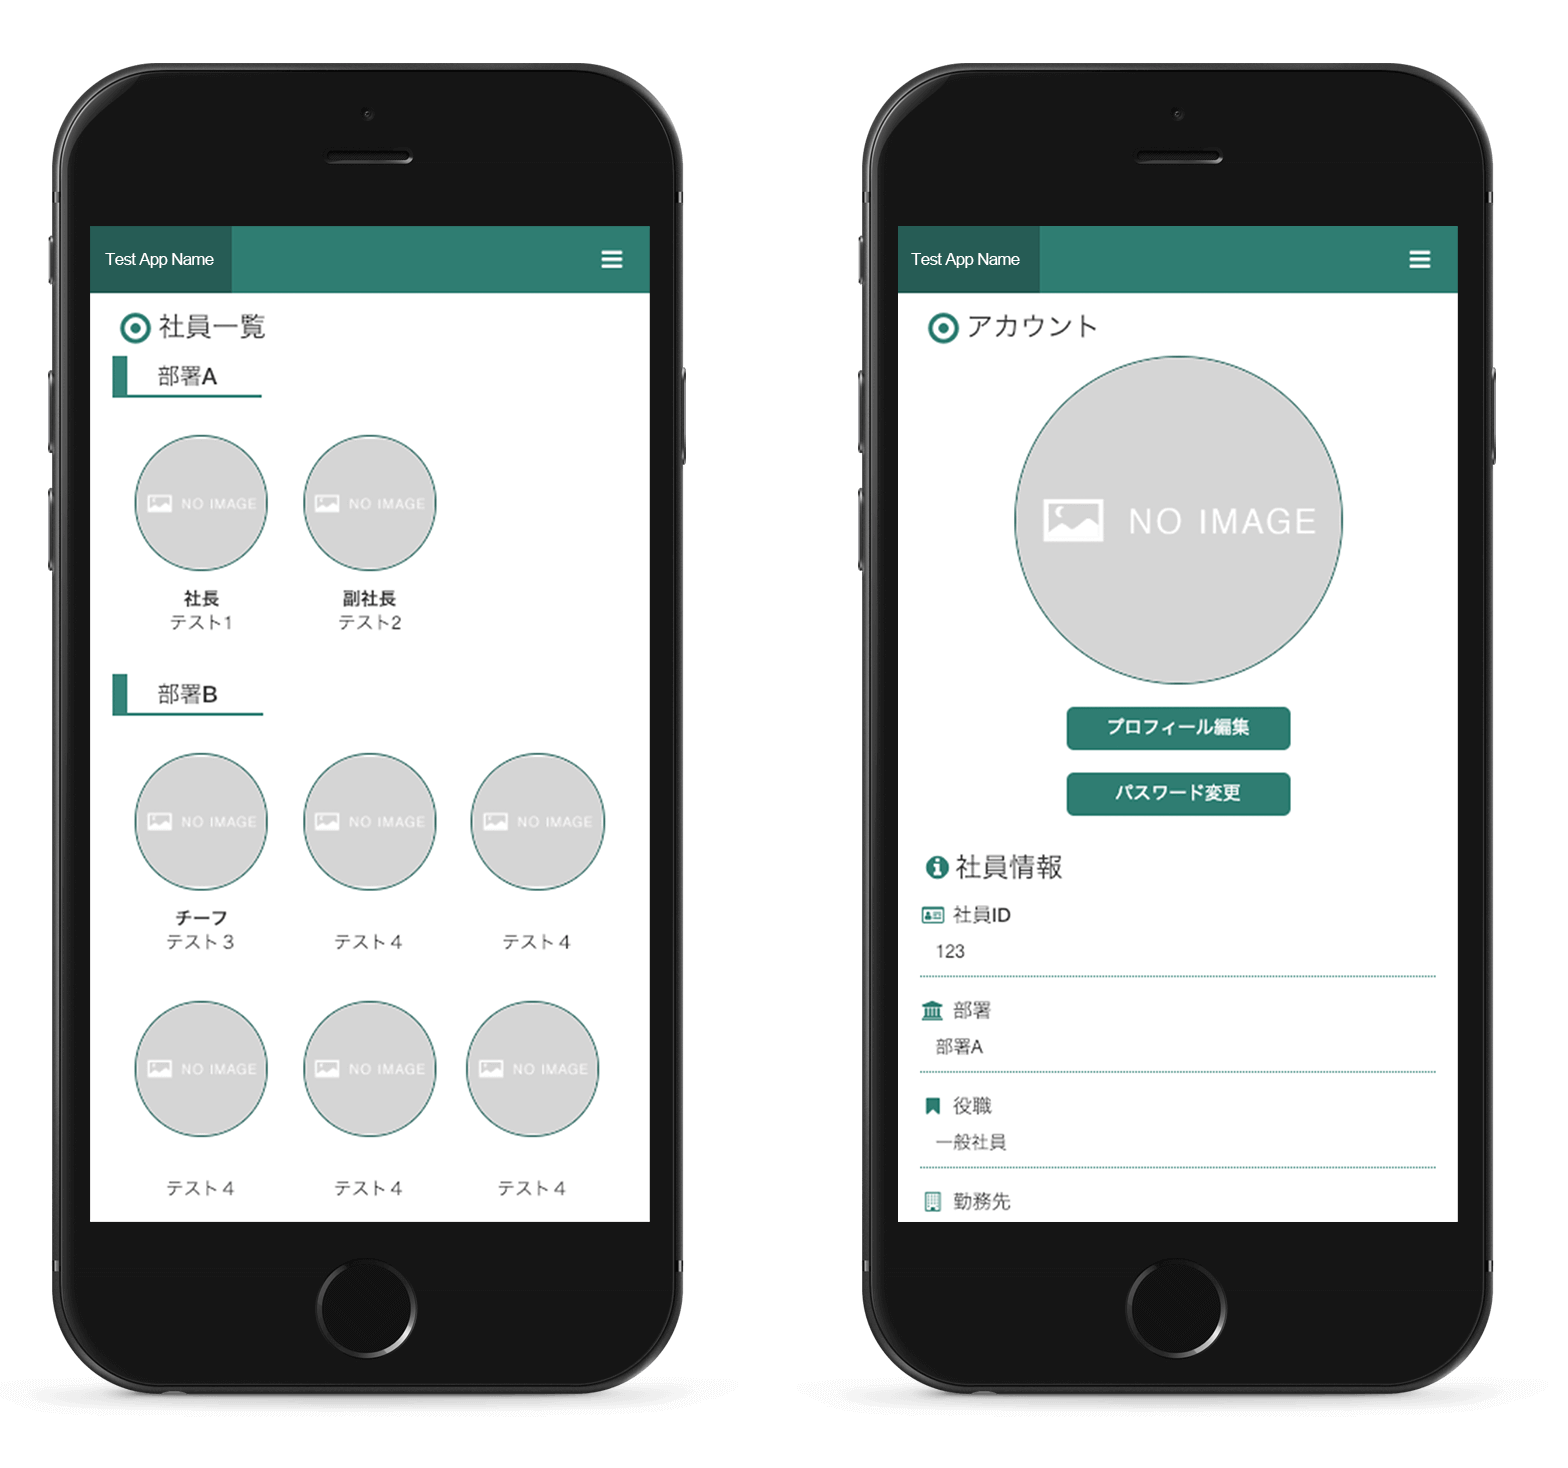 Test App Name
社員一覧
部署A
NO IMAGE NO IMAGE
社長 副社長
テスト1 テスト2
部署B
NO IMAGE NO IMAGE NO IMAGE
チーフ
テスト３ テスト４ テスト４
NO IMAGE NO IMAGE NO IMAGE
テスト４ テスト４ テスト４
Test App Name
アカウント
NO IMAGE
プロフィール編集
パスワード変更
社員情報
社員ID
123
部署
部署A
役職
一般社員
勤務先